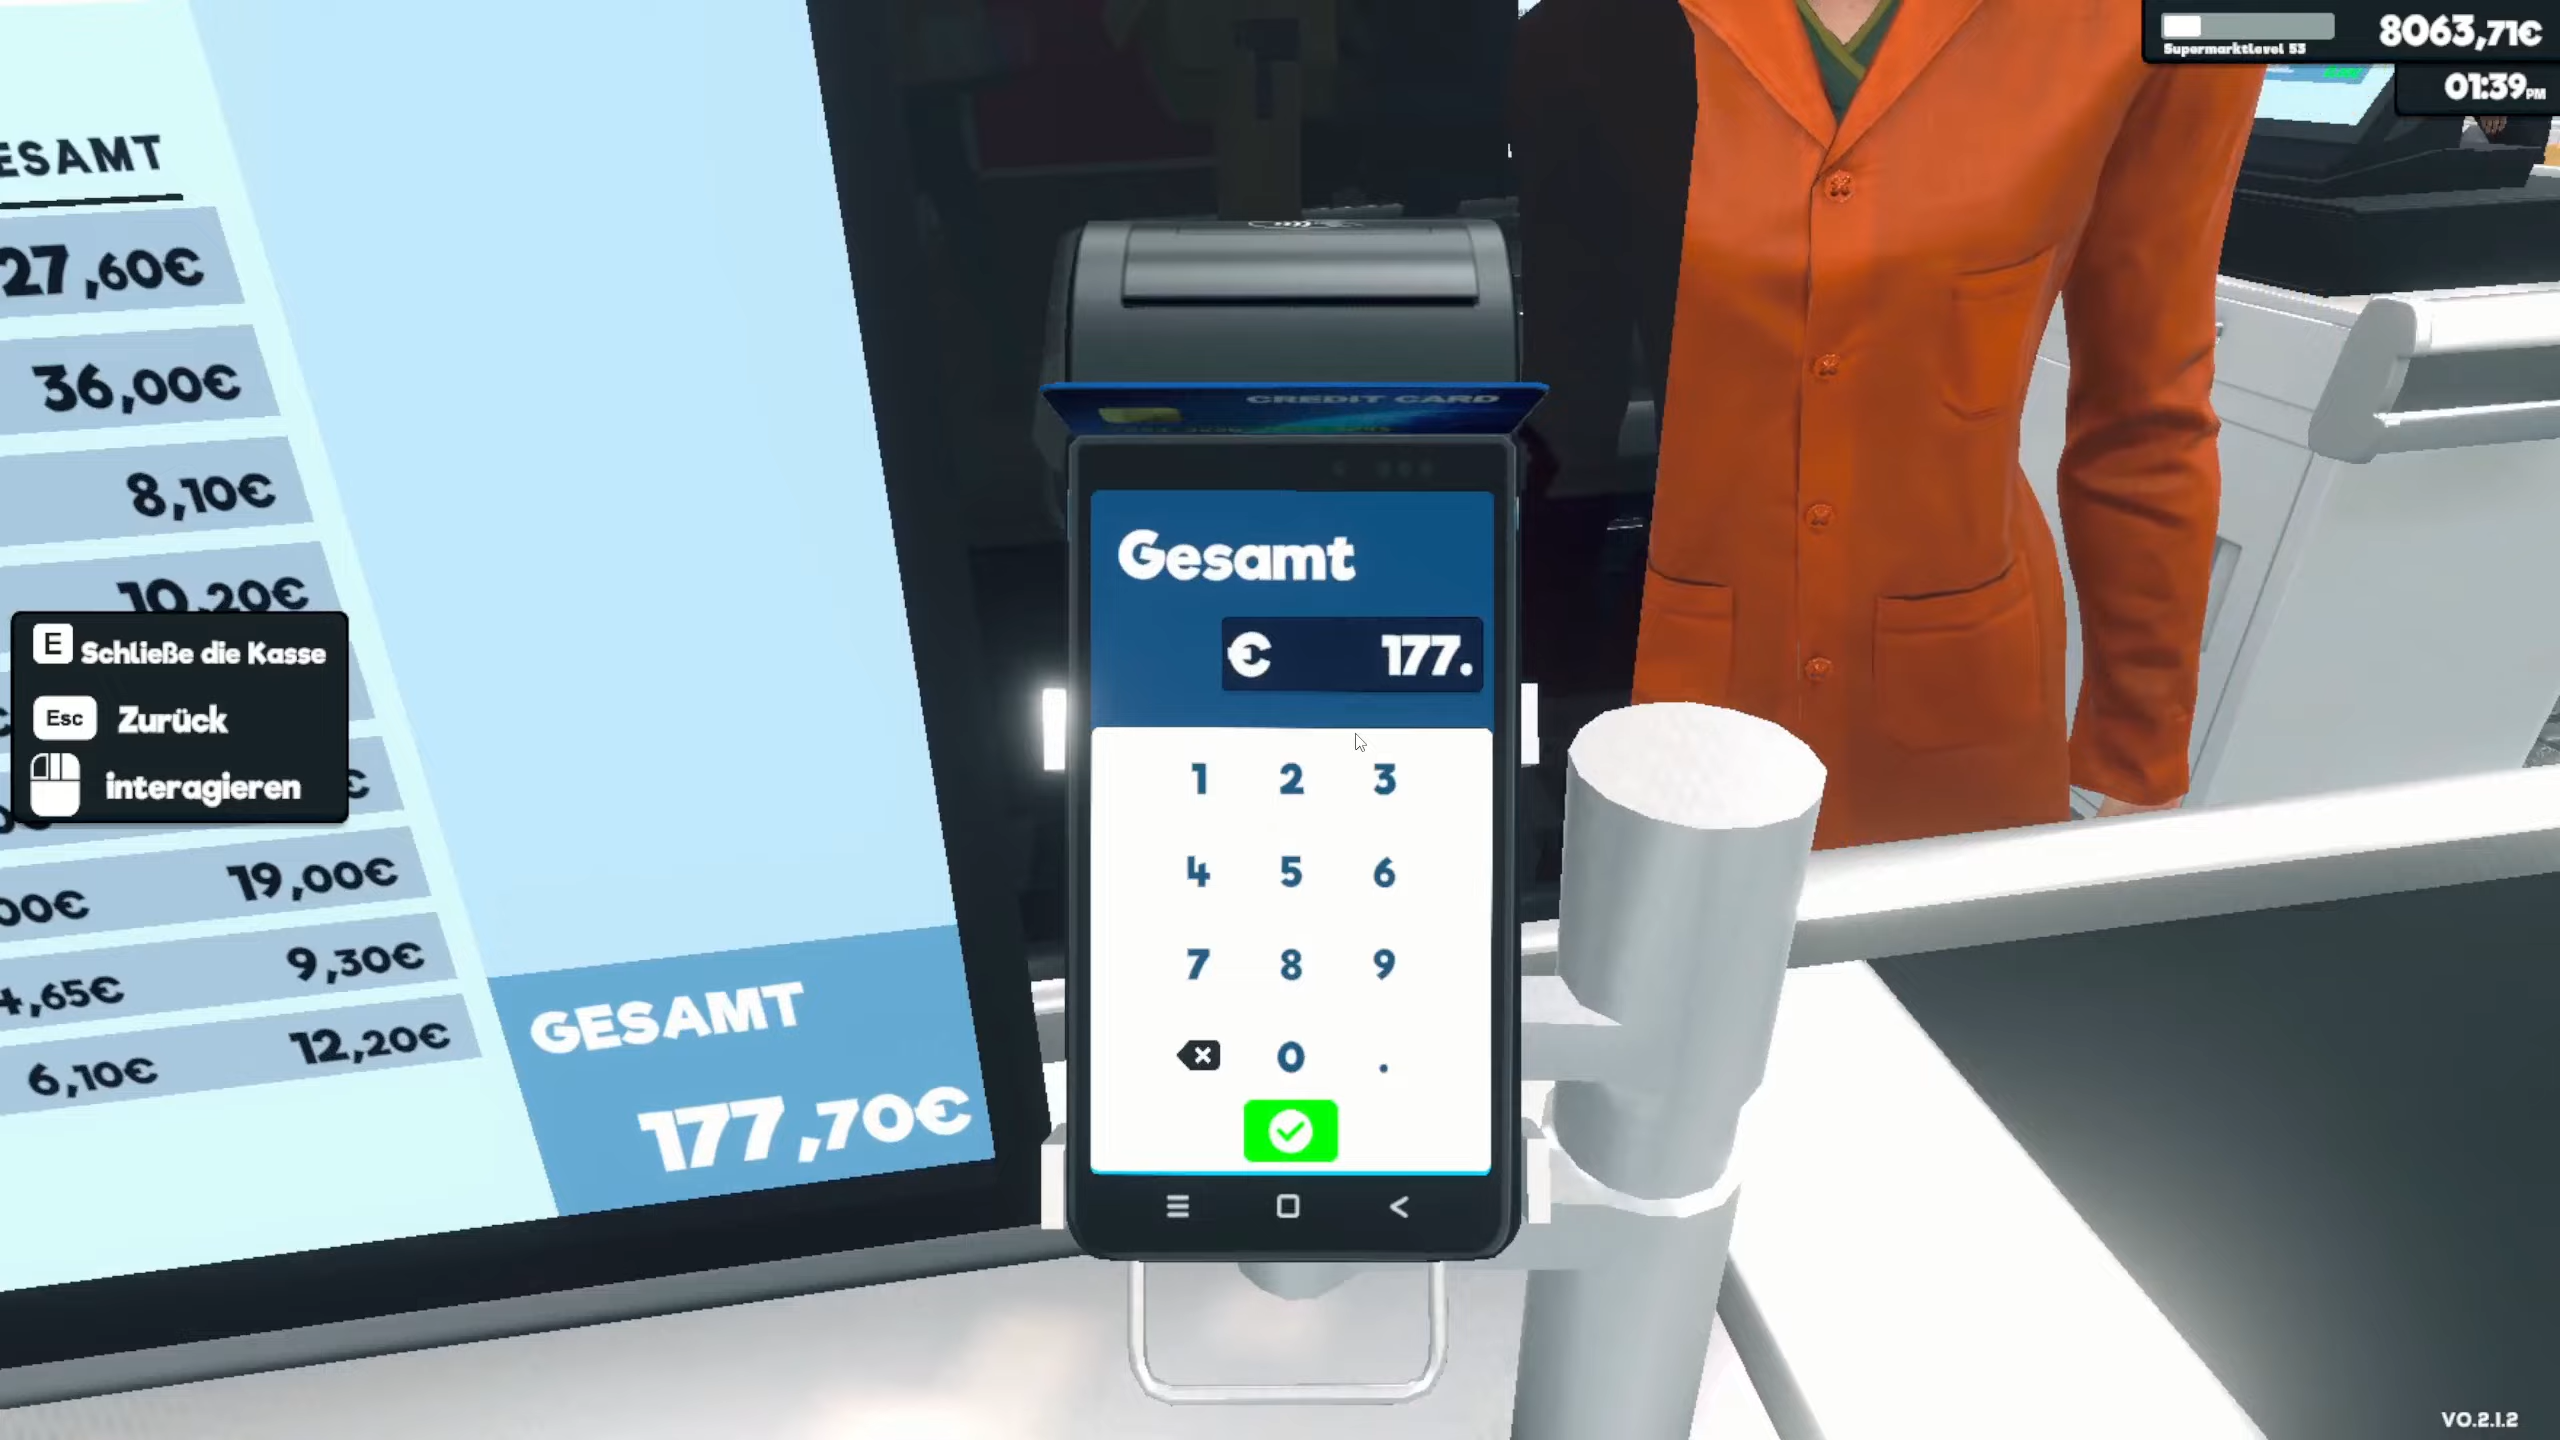 8063,71€
Supermarktlevel 53
01:39PM
ESAMT
27,60€
36,00€
8,10€
10,20€
E Schließe die Kasse
Esc Zurück
interagieren
€
00€ 19,00€
4,65€ 9,30€
6,10€ 12,20€
GESAMT
177,70€
CREDIT CARD
Gesamt
€ 177.
1 2 3
4 5 6
7 8 9
0 .
V0.2.1.2